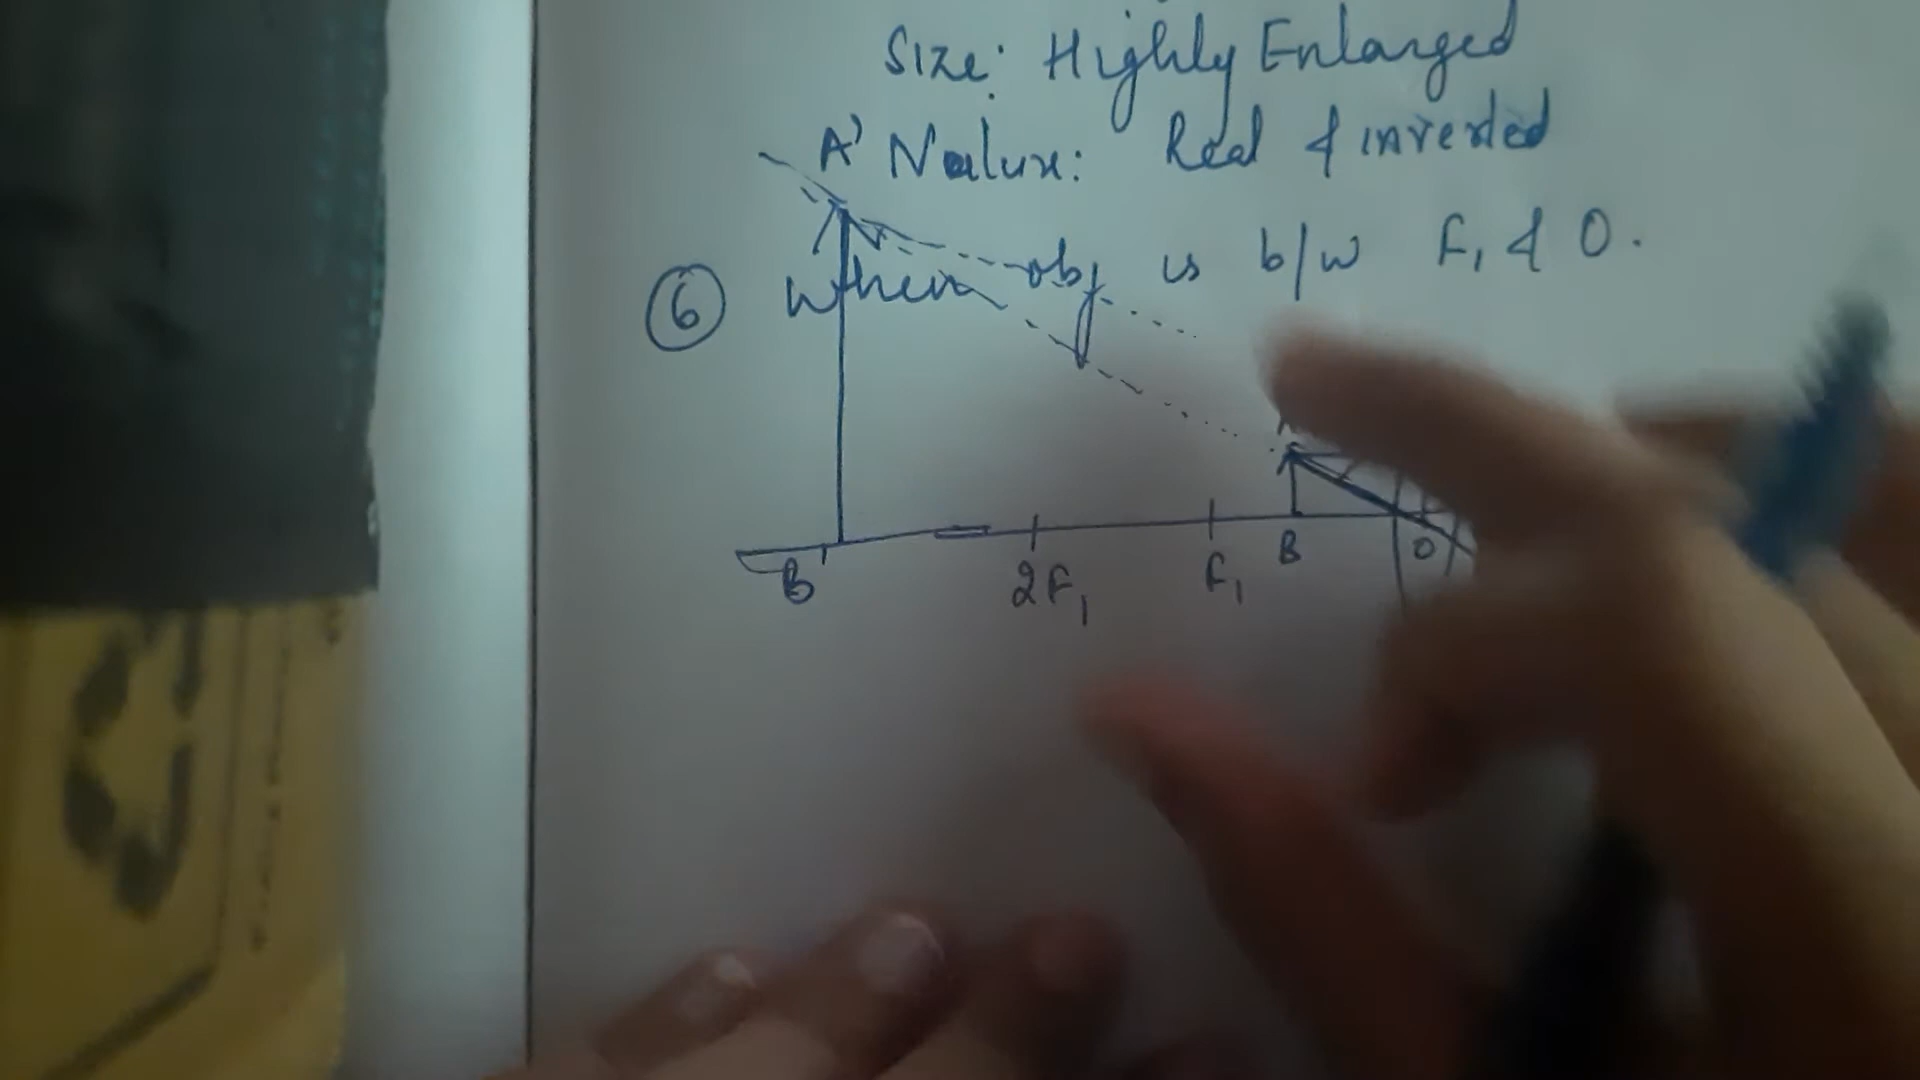 Size: Highly Enlarged
A' Nature: Real & inverted
⑥ When obj is b/w F₁ & O.
B 2F₁ F₁ B O